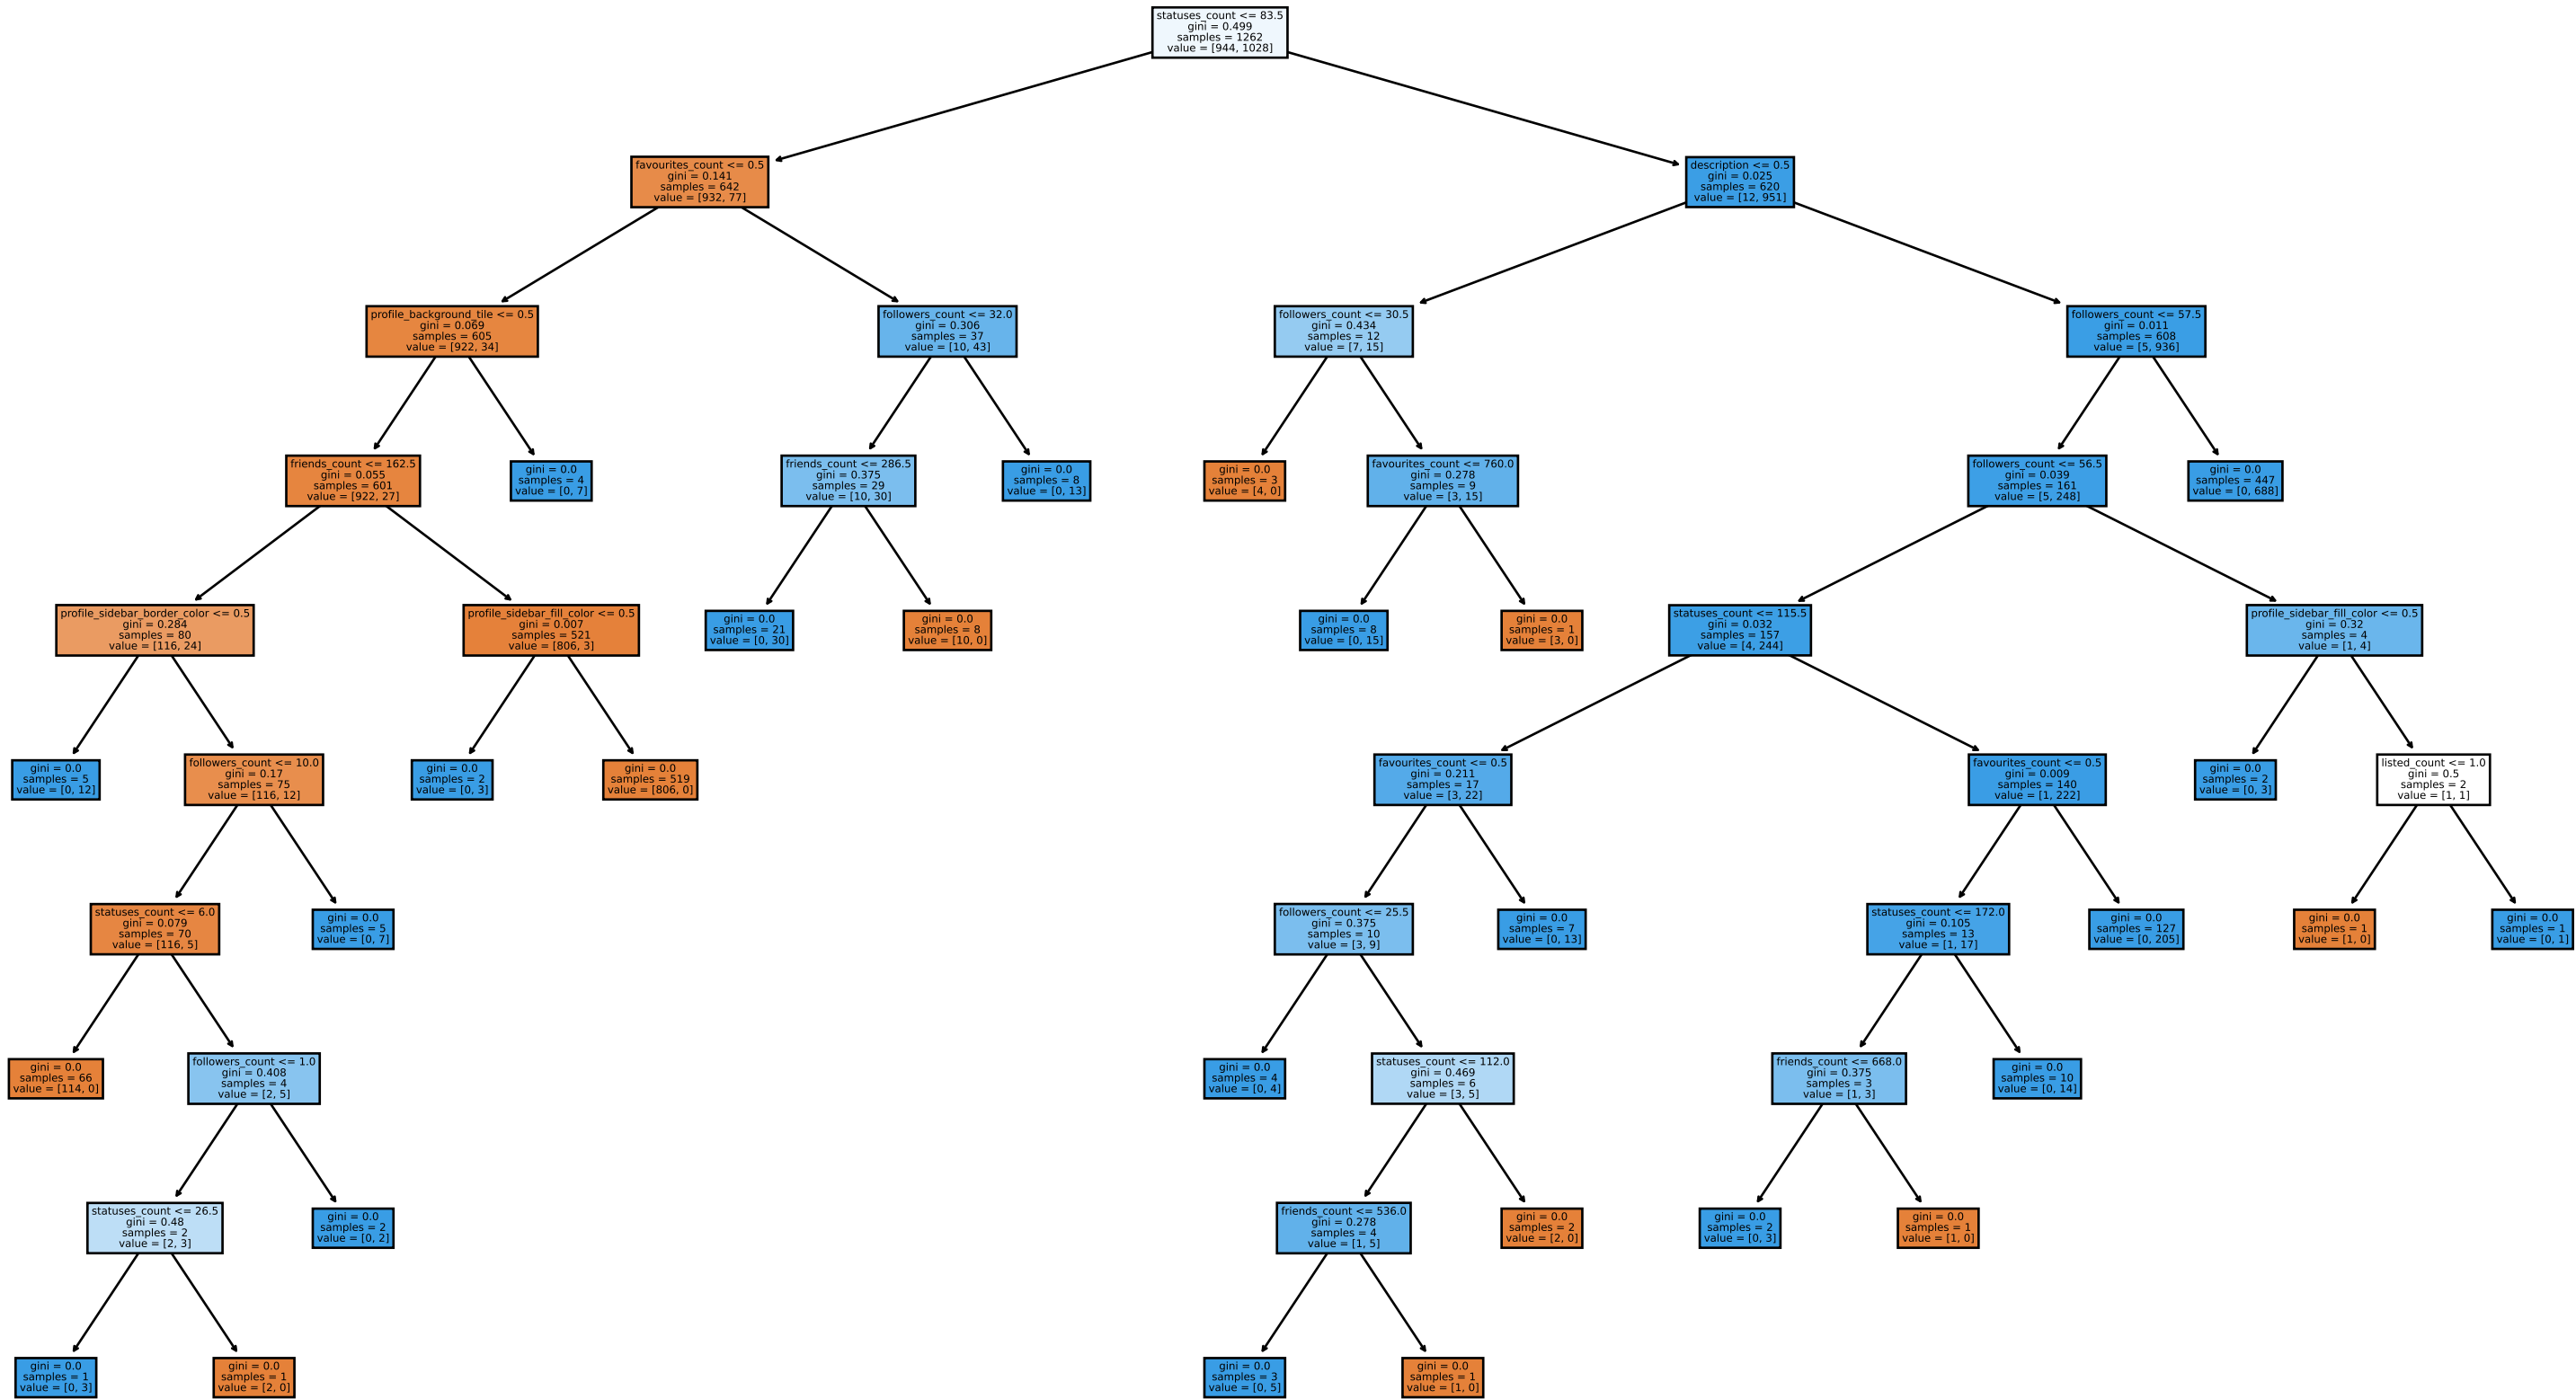 statuses_count <= 83.5
gini = 0.499
samples = 1262
value = [944, 1028]
favourites_count <= 0.5
gini = 0.141
samples = 642
value = [932, 77]
description <= 0.5
gini = 0.025
samples = 620
value = [12, 951]
profile_background_tile <= 0.5
gini = 0.069
samples = 605
value = [922, 34]
followers_count <= 32.0
gini = 0.306
samples = 37
value = [10, 43]
followers_count <= 30.5
gini = 0.434
samples = 12
value = [7, 15]
followers_count <= 57.5
gini = 0.011
samples = 608
value = [5, 936]
friends_count <= 162.5
gini = 0.055
samples = 601
value = [922, 27]
gini = 0.0
samples = 4
value = [0, 7]
friends_count <= 286.5
gini = 0.375
samples = 29
value = [10, 30]
gini = 0.0
samples = 8
value = [0, 13]
gini = 0.0
samples = 3
value = [4, 0]
favourites_count <= 760.0
gini = 0.278
samples = 9
value = [3, 15]
followers_count <= 56.5
gini = 0.039
samples = 161
value = [5, 248]
gini = 0.0
samples = 447
value = [0, 688]
profile_sidebar_border_color <= 0.5
gini = 0.284
samples = 80
value = [116, 24]
profile_sidebar_fill_color <= 0.5
gini = 0.007
samples = 521
value = [806, 3]
gini = 0.0
samples = 21
value = [0, 30]
gini = 0.0
samples = 8
value = [10, 0]
gini = 0.0
samples = 8
value = [0, 15]
gini = 0.0
samples = 1
value = [3, 0]
statuses_count <= 115.5
gini = 0.032
samples = 157
value = [4, 244]
profile_sidebar_fill_color <= 0.5
gini = 0.32
samples = 4
value = [1, 4]
gini = 0.0
samples = 5
value = [0, 12]
followers_count <= 10.0
gini = 0.17
samples = 75
value = [116, 12]
gini = 0.0
samples = 2
value = [0, 3]
gini = 0.0
samples = 519
value = [806, 0]
favourites_count <= 0.5
gini = 0.211
samples = 17
value = [3, 22]
favourites_count <= 0.5
gini = 0.009
samples = 140
value = [1, 222]
gini = 0.0
samples = 2
value = [0, 3]
listed_count <= 1.0
gini = 0.5
samples = 2
value = [1, 1]
statuses_count <= 6.0
gini = 0.079
samples = 70
value = [116, 5]
gini = 0.0
samples = 5
value = [0, 7]
followers_count <= 25.5
gini = 0.375
samples = 10
value = [3, 9]
gini = 0.0
samples = 7
value = [0, 13]
statuses_count <= 172.0
gini = 0.105
samples = 13
value = [1, 17]
gini = 0.0
samples = 127
value = [0, 205]
gini = 0.0
samples = 1
value = [1, 0]
gini = 0.0
samples = 1
value = [0, 1]
gini = 0.0
samples = 66
value = [114, 0]
followers_count <= 1.0
gini = 0.408
samples = 4
value = [2, 5]
gini = 0.0
samples = 4
value = [0, 4]
statuses_count <= 112.0
gini = 0.469
samples = 6
value = [3, 5]
friends_count <= 668.0
gini = 0.375
samples = 3
value = [1, 3]
gini = 0.0
samples = 10
value = [0, 14]
statuses_count <= 26.5
gini = 0.48
samples = 2
value = [2, 3]
gini = 0.0
samples = 2
value = [0, 2]
friends_count <= 536.0
gini = 0.278
samples = 4
value = [1, 5]
gini = 0.0
samples = 2
value = [2, 0]
gini = 0.0
samples = 2
value = [0, 3]
gini = 0.0
samples = 1
value = [1, 0]
gini = 0.0
samples = 1
value = [0, 3]
gini = 0.0
samples = 1
value = [2, 0]
gini = 0.0
samples = 3
value = [0, 5]
gini = 0.0
samples = 1
value = [1, 0]